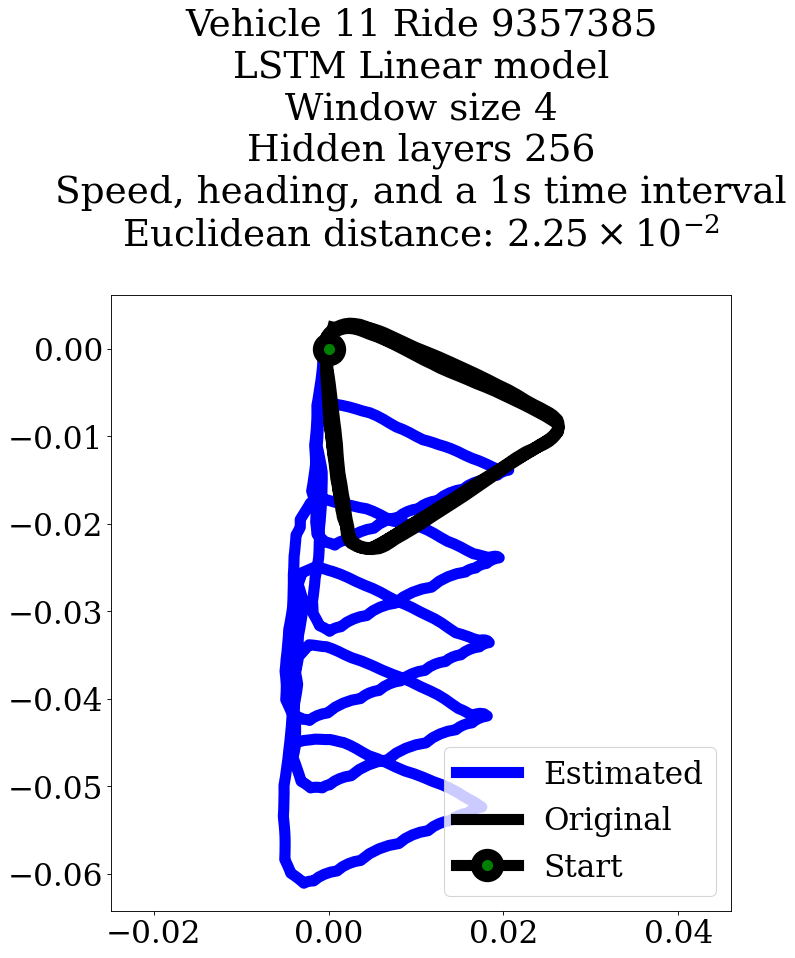 Vehicle 11 Ride 9357385
LSTM Linear model
Window size 4
Hidden layers 256
Speed, heading, and a 1s time interval
Euclidean distance: 2.25 × 10⁻²
0.00
−0.01
−0.02
−0.03
−0.04
−0.05
−0.06
Estimated
Original
Start
−0.02 0.00 0.02 0.04